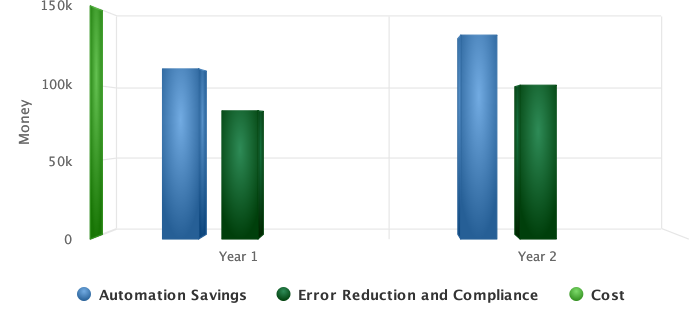 150k
100k
50k
0
Money
Year 1
Year 2
Automation Savings
Error Reduction and Compliance
Cost